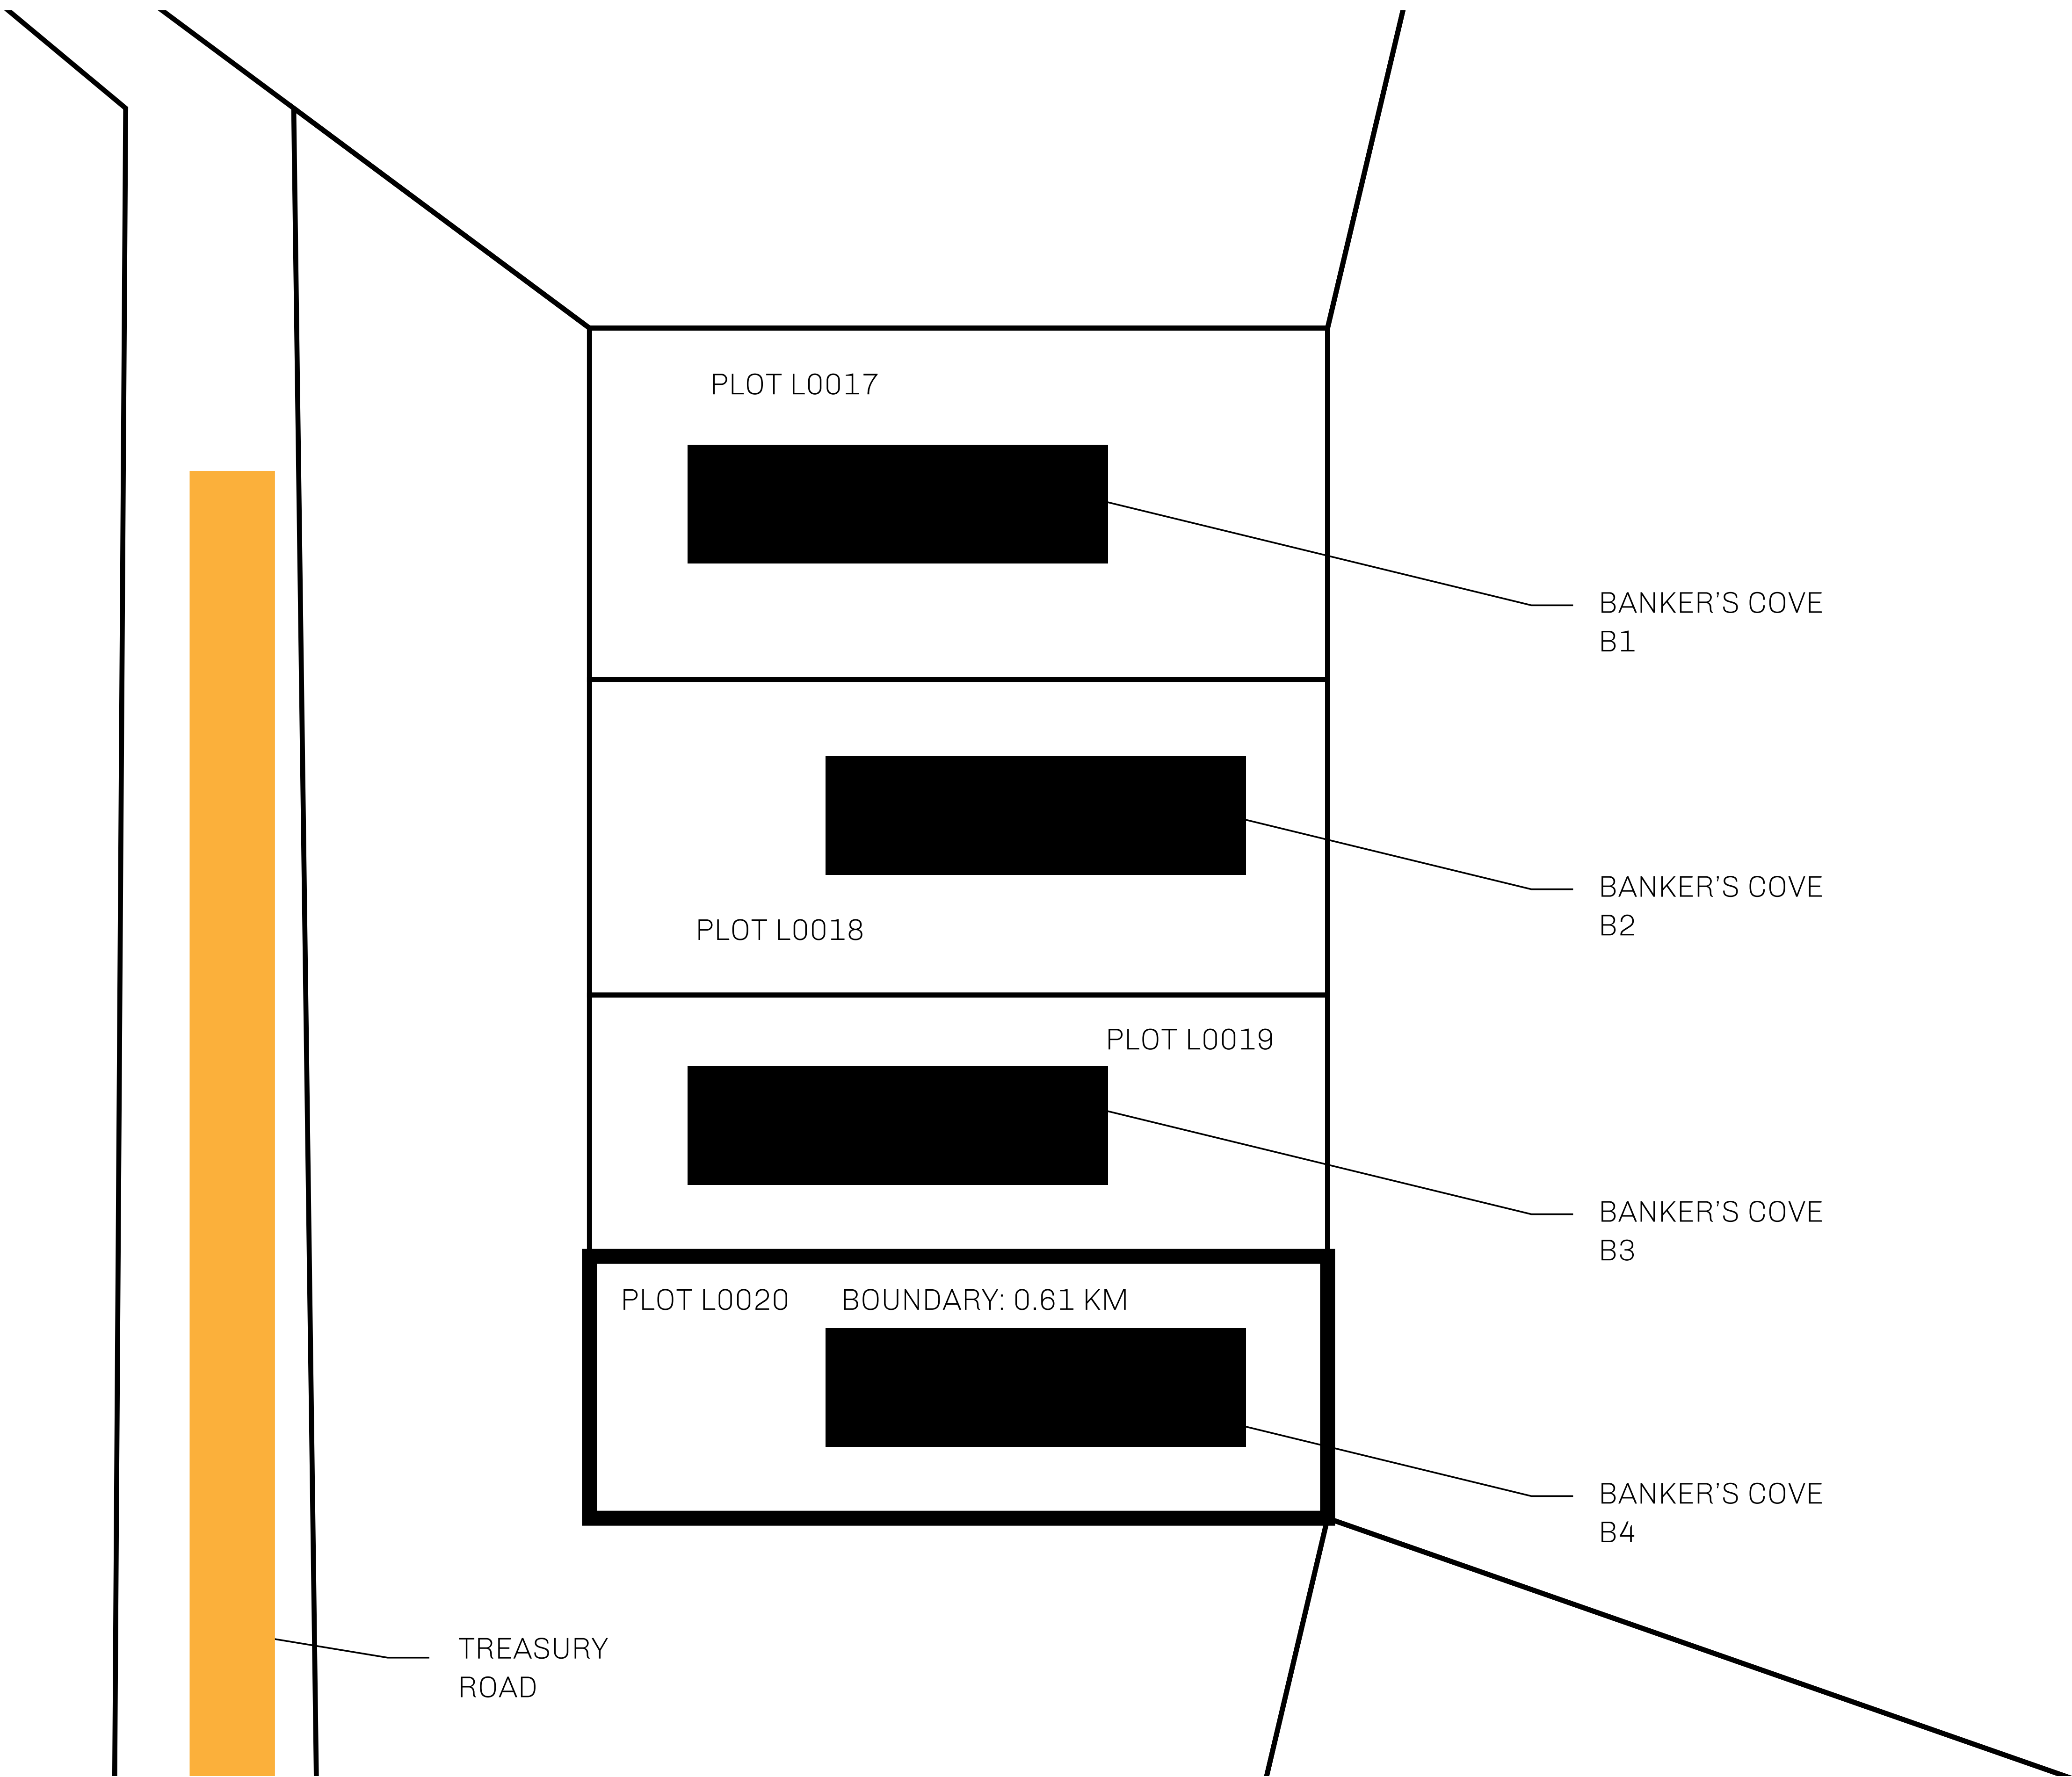 PLOT L0017
BANKER’S COVE
B1
BANKER’S COVE
B2
PLOT L0018
PLOT L0019
BANKER’S COVE
B3
PLOT L0020 BOUNDARY: 0.61 KM
BANKER’S COVE
B4
TREASURY
ROAD